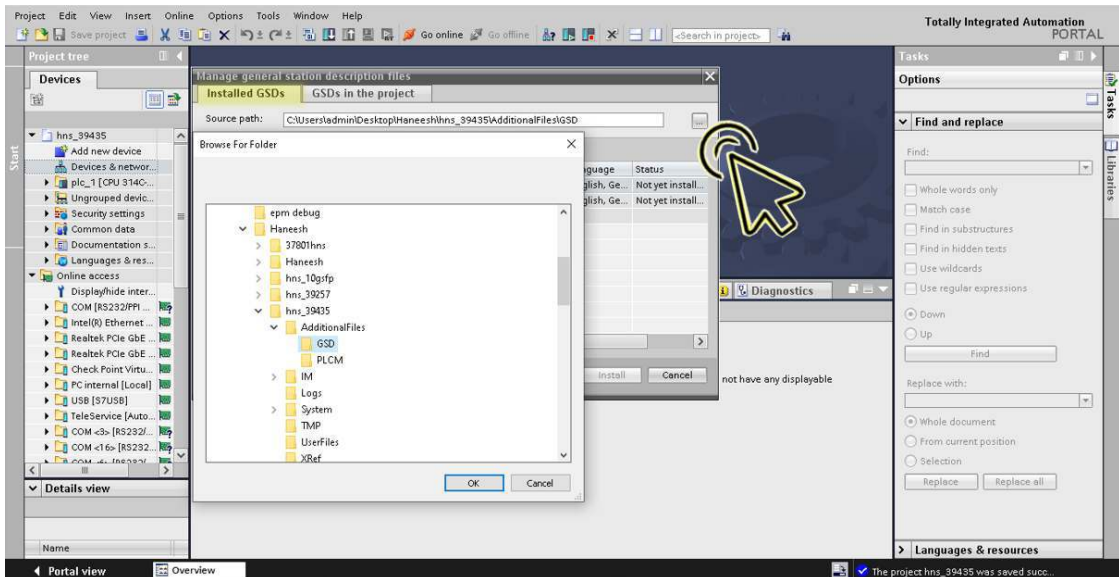 Project Edit View Insert Online Options Tools Window Help
Totally Integrated Automation
PORTAL
Save project Go online Go offline <Search in project>
Project tree
Devices
hns_39435
Add new device
Devices & networ...
plc_1 [CPU 314C-...
Ungrouped devic...
Security settings
Common data
Documentation s...
Languages & res...
Online access
Display/hide inter...
COM [RS232/PPI ...
Intel(R) Ethernet ...
Realtek PCIe GbE ...
Realtek PCIe GbE ...
Check Point Virtu...
PC internal [Local]
USB [S7USB]
TeleService [Auto...
COM <3> [RS232/...
COM <16> [RS232...
Details view
Name
Start
Manage general station description files
Installed GSDs GSDs in the project
Source path: C:\Users\admin\Desktop\Haneesh\hns_39435\AdditionalFiles\GSD
...
Browse For Folder
epm debug
Haneesh
37801hns
Haneesh
hns_10gsfp
hns_39257
hns_39435
AdditionalFiles
GSD
PLCM
IM
Logs
System
TMP
UserFiles
XRef
OK Cancel
nguage Status
glish, Ge... Not yet install...
glish, Ge... Not yet install...
Install Cancel
Diagnostics
not have any displayable
Tasks
Options
Find and replace
Find:
Whole words only
Match case
Find in substructures
Find in hidden texts
Use wildcards
Use regular expressions
Down
Up
Find
Replace with:
Whole document
From current position
Selection
Replace Replace all
Languages & resources
Tasks
Libraries
Portal view Overview The project hns_39435 was saved succ...